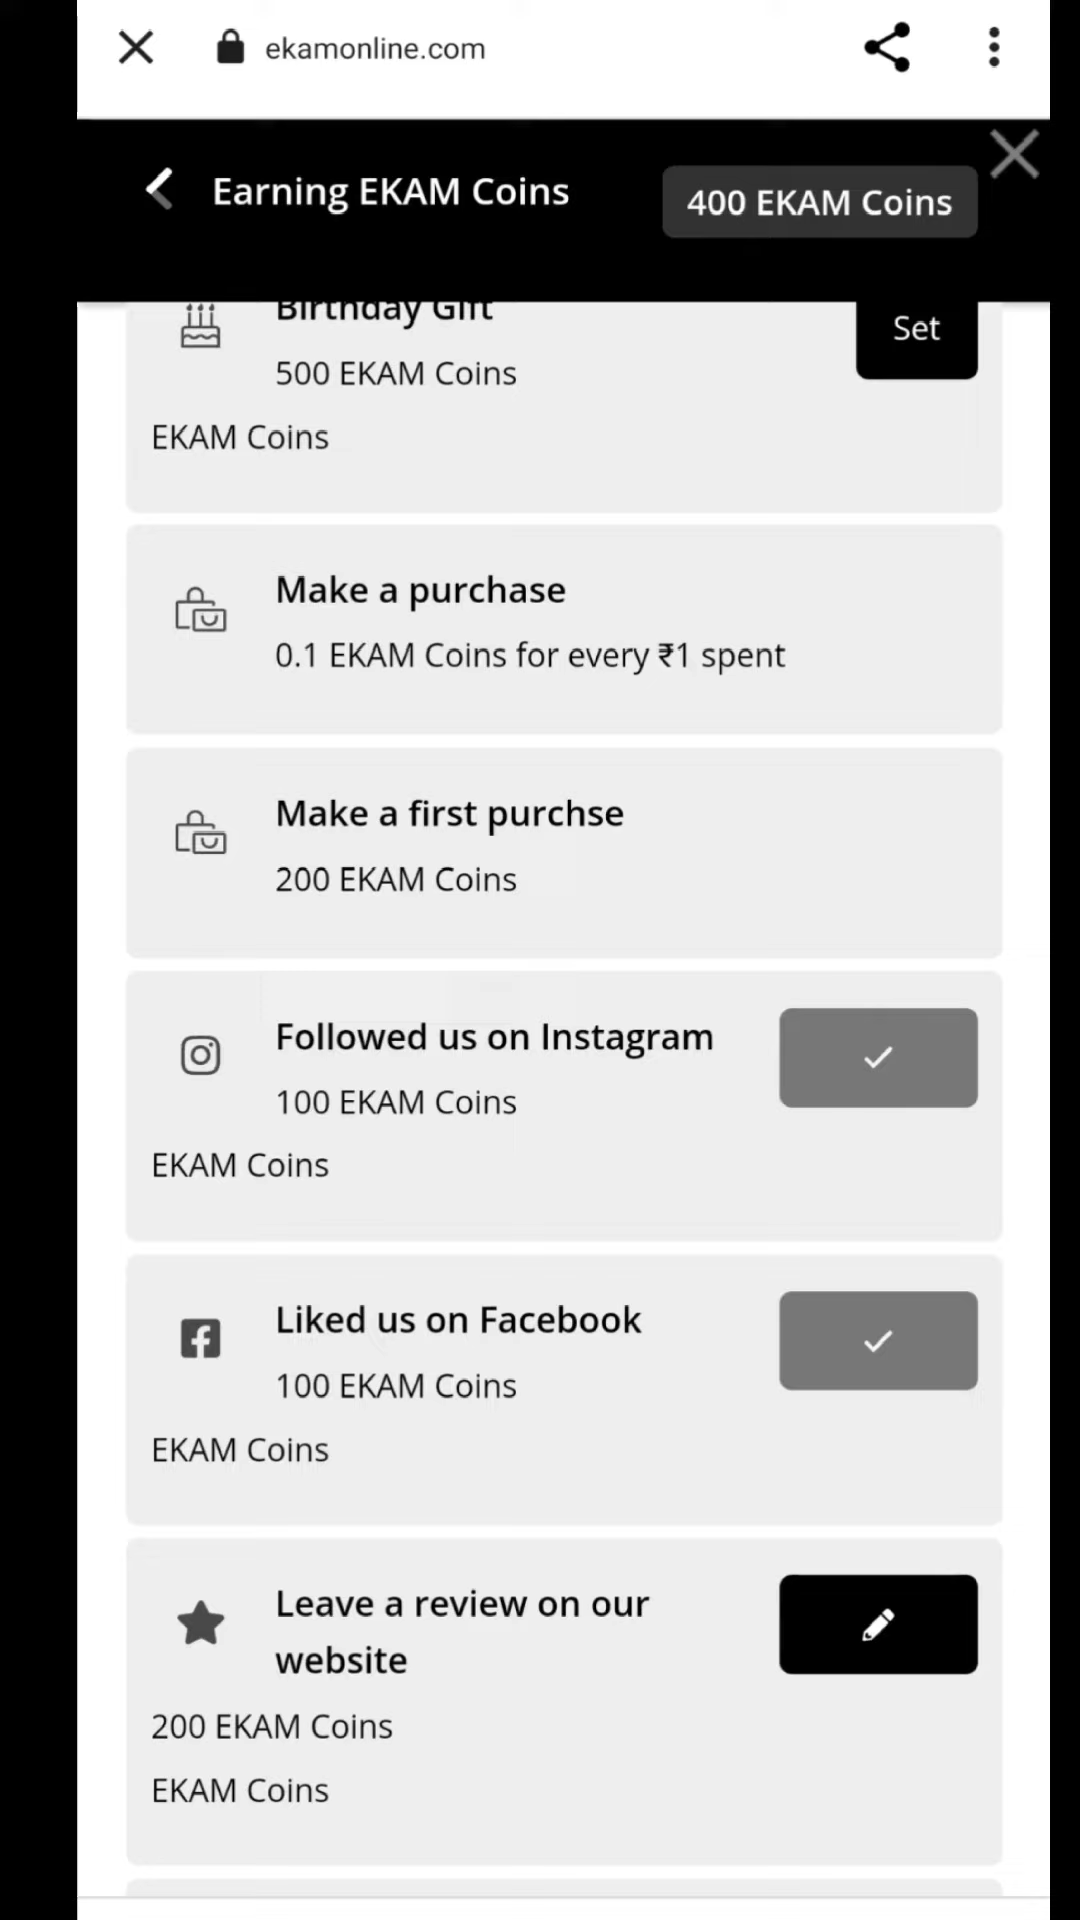 ekamonline.com
Earning EKAM Coins
400 EKAM Coins
Birthday Gift
Set
500 EKAM Coins
EKAM Coins
Make a purchase
0.1 EKAM Coins for every ₹1 spent
Make a first purchse
200 EKAM Coins
Followed us on Instagram
100 EKAM Coins
EKAM Coins
Liked us on Facebook
100 EKAM Coins
EKAM Coins
Leave a review on our
website
200 EKAM Coins
EKAM Coins